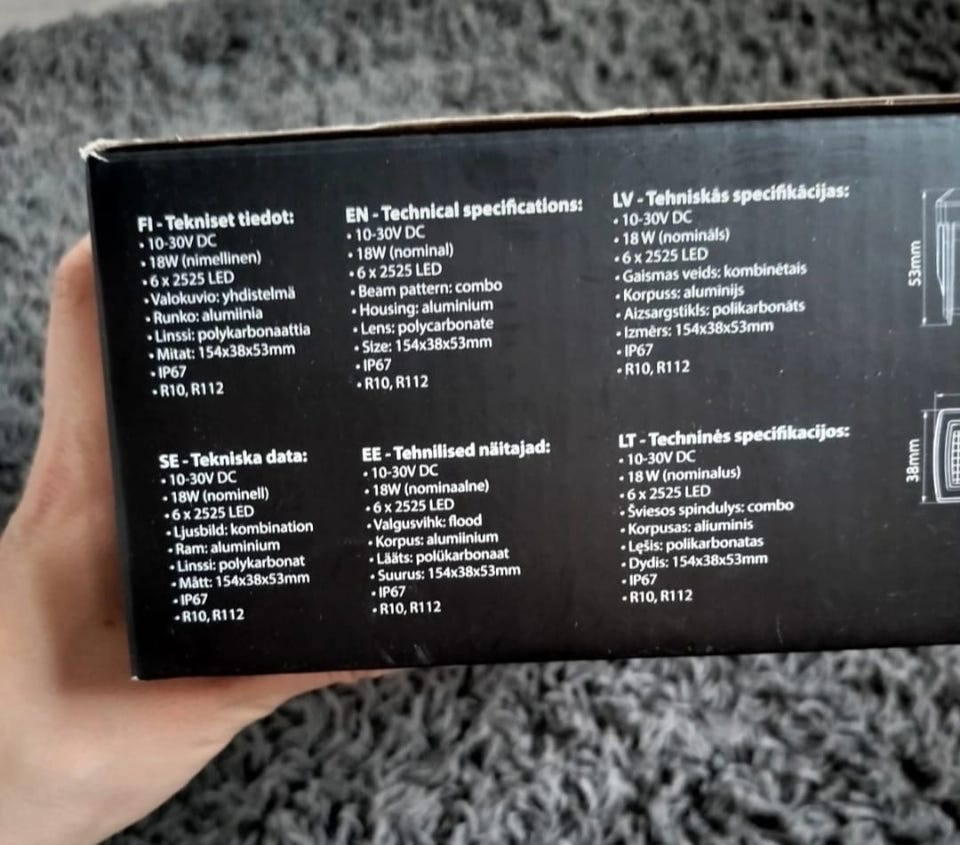 FI - Tekniset tiedot:
• 10-30V DC
• 18W (nimellinen)
• 6 x 2525 LED
• Valokuvio: yhdistelmä
• Runko: alumiinia
• Linssi: polykarbonaattia
• Mitat: 154x38x53mm
• IP67
• R10, R112
EN - Technical specifications:
• 10-30V DC
• 18W (nominal)
• 6 x 2525 LED
• Beam pattern: combo
• Housing: aluminium
• Lens: polycarbonate
• Size: 154x38x53mm
• IP67
• R10, R112
LV - Tehniskās specifikācijas:
• 10-30V DC
• 18 W (nomināls)
• 6 x 2525 LED
• Gaismas veids: kombinētais
• Korpuss: aluminijs
• Aizsargstikls: polikarbonāts
• Izmērs: 154x38x53mm
• IP67
• R10, R112
53mm
SE - Tekniska data:
• 10-30V DC
• 18W (nominell)
• 6 x 2525 LED
• Ljusbild: kombination
• Ram: aluminium
• Linssi: polykarbonat
• Mått: 154x38x53mm
• IP67
• R10, R112
EE - Tehnilised näitajad:
• 10-30V DC
• 18W (nominaalne)
• 6 x 2525 LED
• Valgusvihk: flood
• Korpus: alumiinium
• Lääts: polükarbonaat
• Suurus: 154x38x53mm
• IP67
• R10, R112
LT - Techninės specifikacijos:
• 10-30V DC
• 18 W (nominalus)
• 6 x 2525 LED
• Šviesos spindulys: combo
• Korpusas: aliuminis
• Lęšis: polikarbonatas
• Dydis: 154x38x53mm
• IP67
• R10, R112
38mm